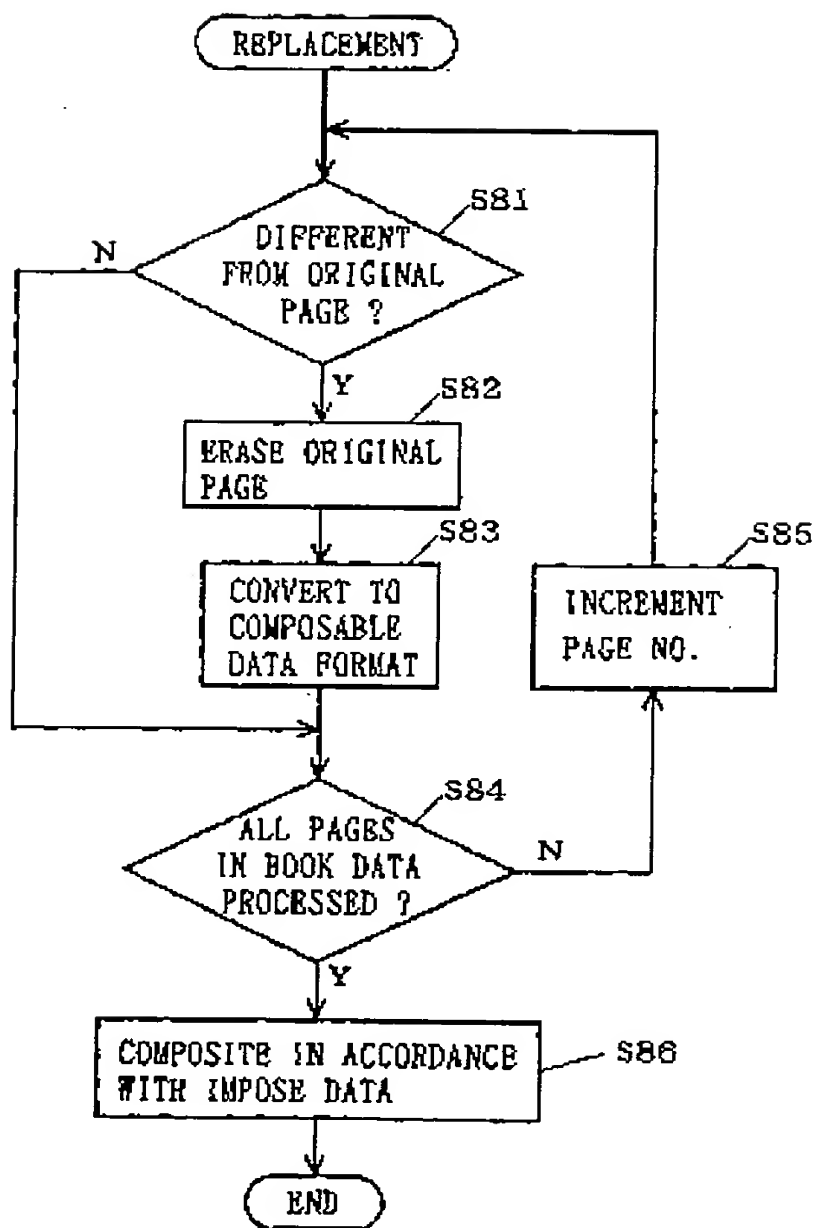 REPLACEMENT
S81
N
DIFFERENT
FROM ORIGINAL
PAGE ?
Y
S82
ERASE ORIGINAL
PAGE
S83
CONVERT TO
COMPOSABLE
DATA FORMAT
S85
INCREMENT
PAGE NO.
S84
ALL PAGES
IN BOOK DATA
PROCESSED ?
N
Y
COMPOSITE IN ACCORDANCE
WITH IMPOSE DATA
S86
END